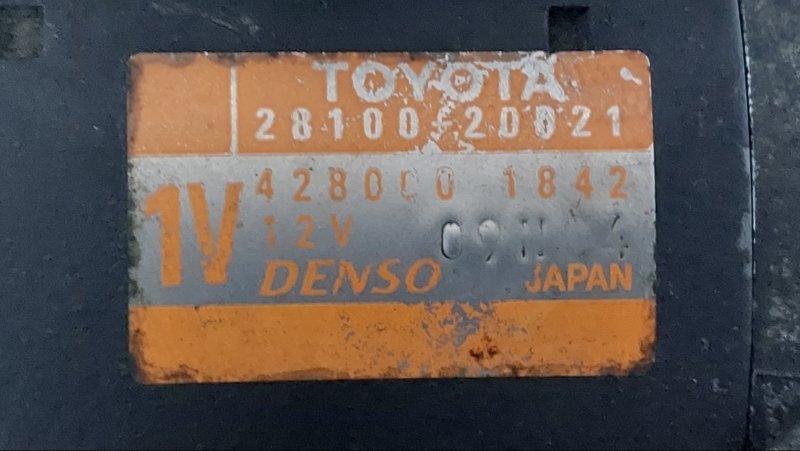 TOYOTA
28100 20021
1V
428000 1842
12V
DENSO JAPAN